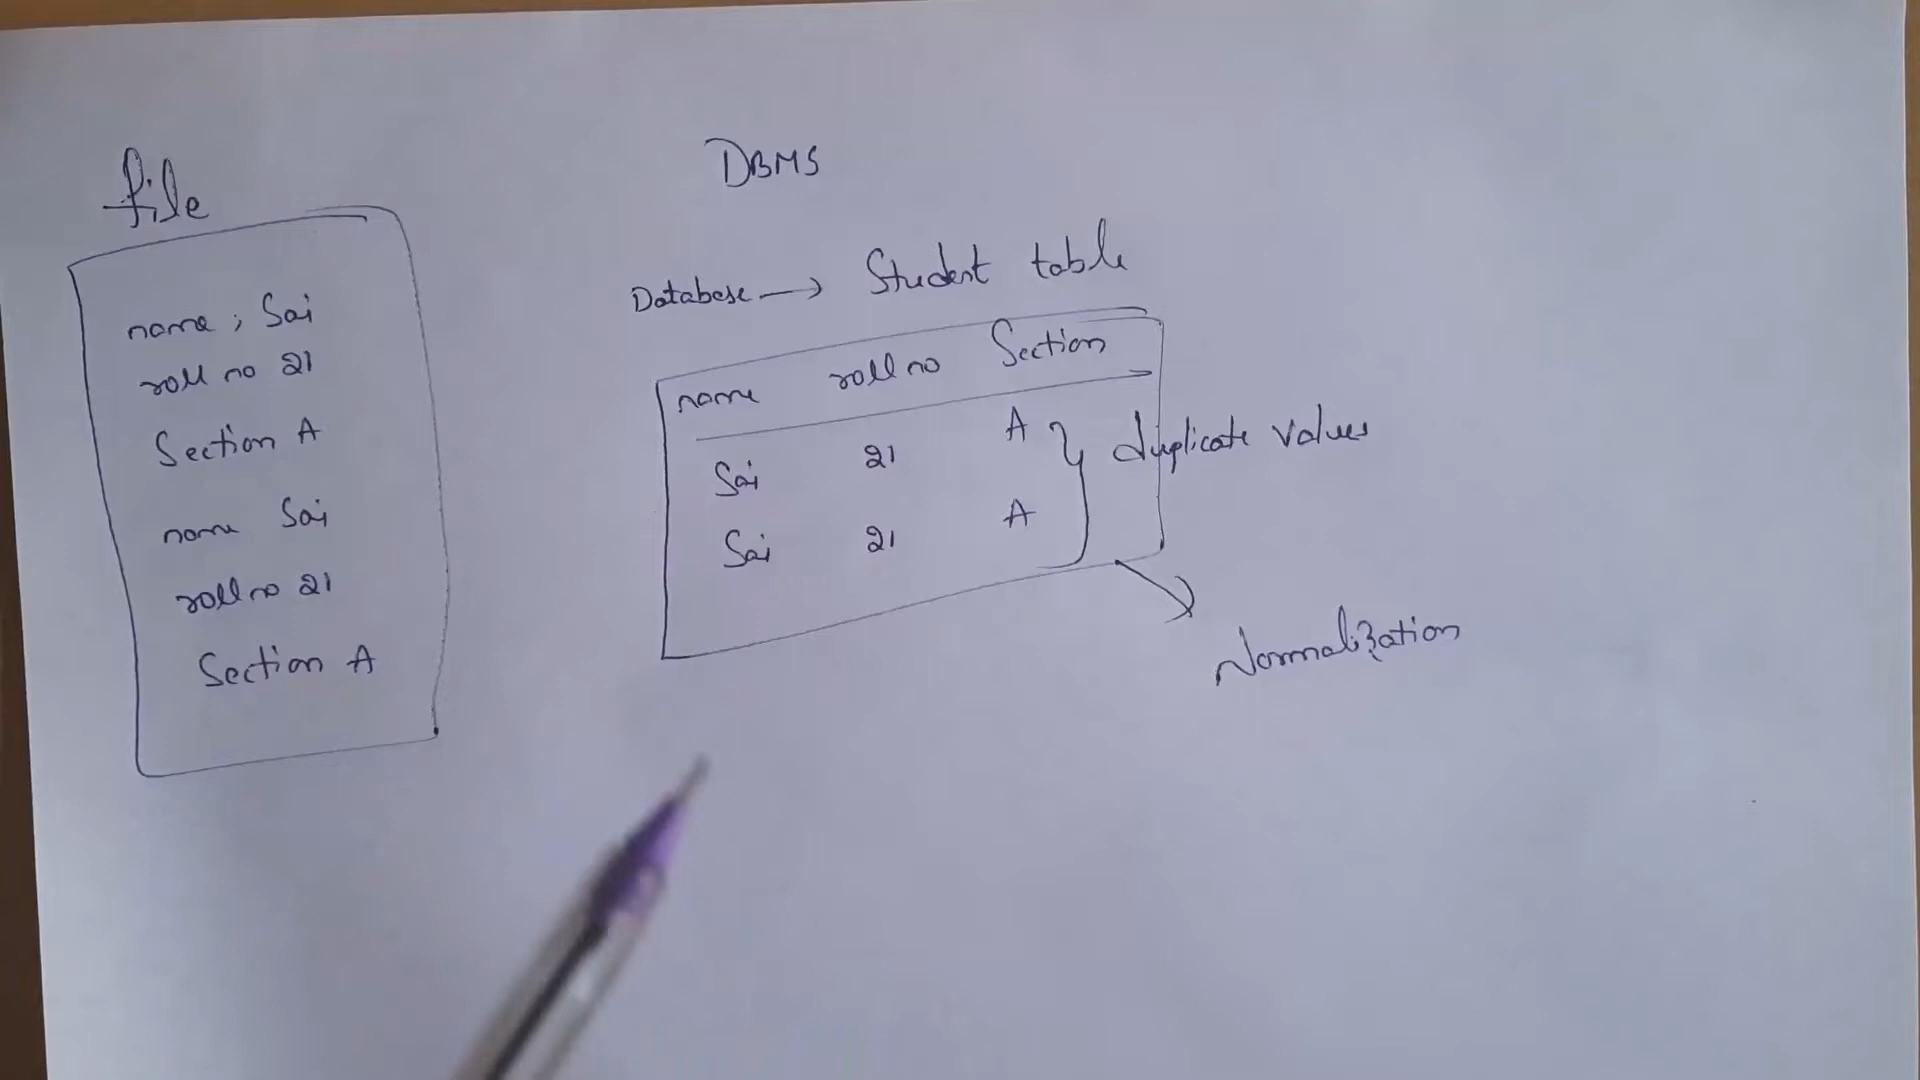 file
name ; Sai
roll no 21
Section A
name Sai
roll no 21
Section A
DBMS
Database → Student table
name roll no Section
Sai 21 A
Sai 21 A
duplicate values
Normalization